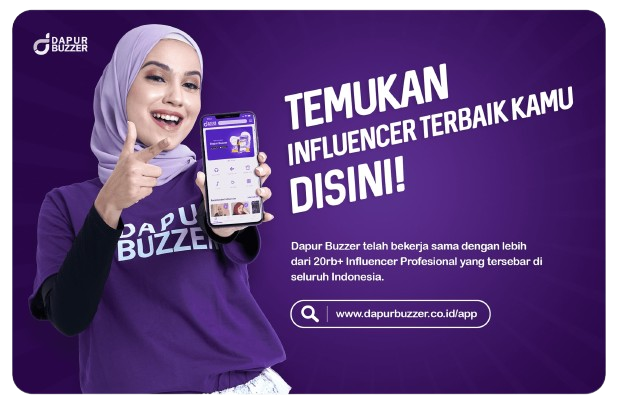 DAPUR
BUZZER
TEMUKAN
INFLUENCER TERBAIK KAMU
DISINI!
DAPUR
BUZZER
Dapur Buzzer telah bekerja sama dengan lebih
dari 20rb+ Influencer Profesional yang tersebar di
seluruh Indonesia.
www.dapurbuzzer.co.id/app